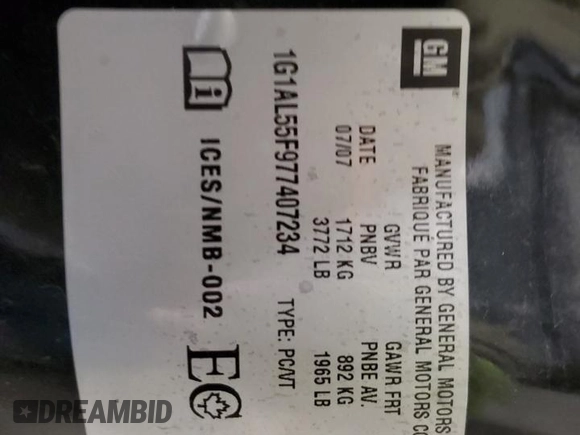 GM
MANUFACTURED BY GENERAL MOTORS
FABRIQUÉ PAR GENERAL MOTORS
DATE GVWR GAWR FRT
07/07 PNBV PNBE AV.
1712 KG 892 KG
3772 LB 1965 LB
1G1AL55F977407234 TYPE: PC/VT
i ICES/NMB-002 EC
DREAMBID